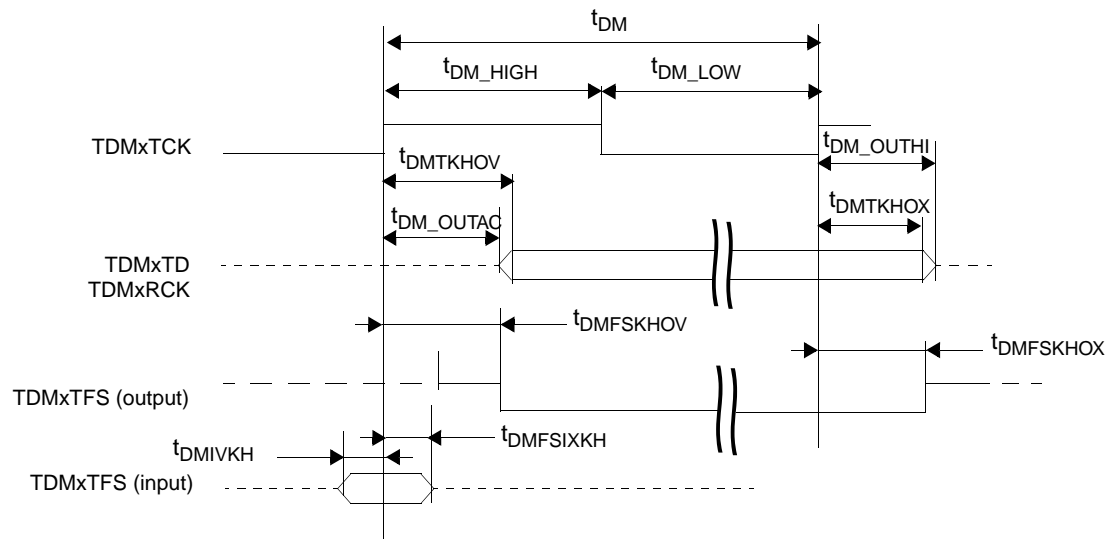 tDM
tDM_HIGH
tDM_LOW
TDMxTCK
tDM_OUTHI
tDMTKHOV
tDMTKHOX
tDM_OUTAC
TDMxTD
TDMxRCK
tDMFSKHOV
tDMFSKHOX
TDMxTFS (output)
tDMFSIXKH
tDMIVKH
TDMxTFS (input)